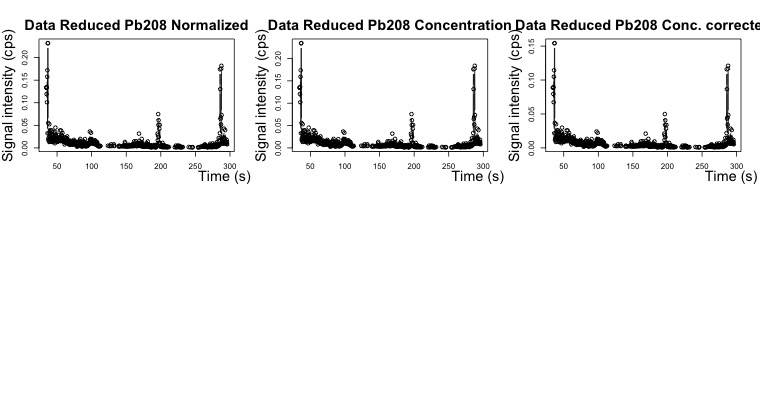 Data Reduced Pb208 Normalized
Signal intensity (cps)
0.00 0.05 0.10 0.15 0.20
50 100 150 200 250 300
Time (s)
Data Reduced Pb208 Concentration
Signal intensity (cps)
0.00 0.05 0.10 0.15 0.20
50 100 150 200 250 300
Time (s)
Data Reduced Pb208 Conc. correcte
Signal intensity (cps)
0.00 0.05 0.10 0.15
50 100 150 200 250 300
Time (s)